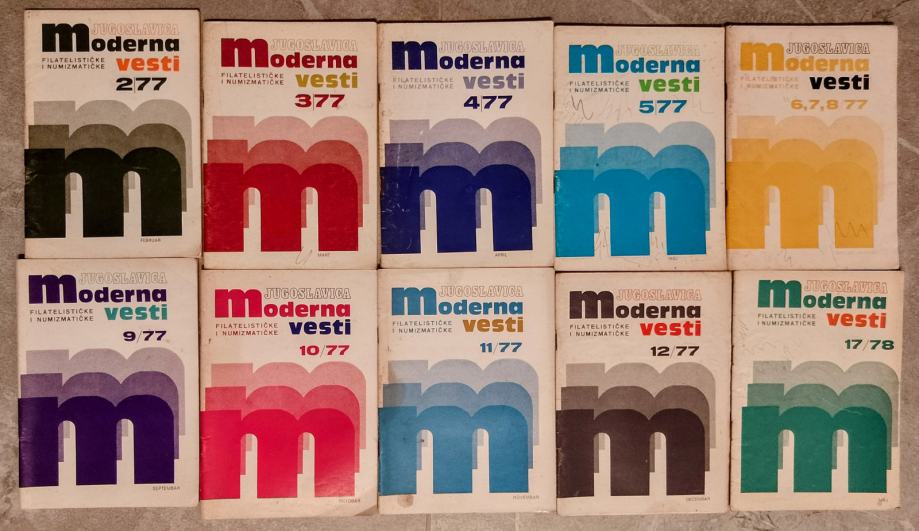 JUGOSLAVICA
moderna
FILATELISTIČKE
I NUMIZMATIČKE
vesti
2/77
FEBRUAR
JUGOSLAVICA
moderna
FILATELISTIČKE
I NUMIZMATIČKE
vesti
3/77
MART
JUGOSLAVICA
moderna
FILATELISTIČKE
I NUMIZMATIČKE
vesti
4/77
APRIL
JUGOSLAVICA
moderna
FILATELISTIČKE
I NUMIZMATIČKE
vesti
5/77
MAJ
JUGOSLAVICA
moderna
FILATELISTIČKE
I NUMIZMATIČKE
vesti
6,7,8/77
JUGOSLAVICA
moderna
FILATELISTIČKE
I NUMIZMATIČKE
vesti
9/77
SEPTEMBAR
JUGOSLAVICA
moderna
FILATELISTIČKE
I NUMIZMATIČKE
vesti
10/77
OKTOBAR
JUGOSLAVICA
moderna
FILATELISTIČKE
I NUMIZMATIČKE
vesti
11/77
NOVEMBAR
JUGOSLAVICA
moderna
FILATELISTIČKE
I NUMIZMATIČKE
vesti
12/77
DECEMBAR
JUGOSLAVICA
moderna
FILATELISTIČKE
I NUMIZMATIČKE
vesti
17/78
MAJ